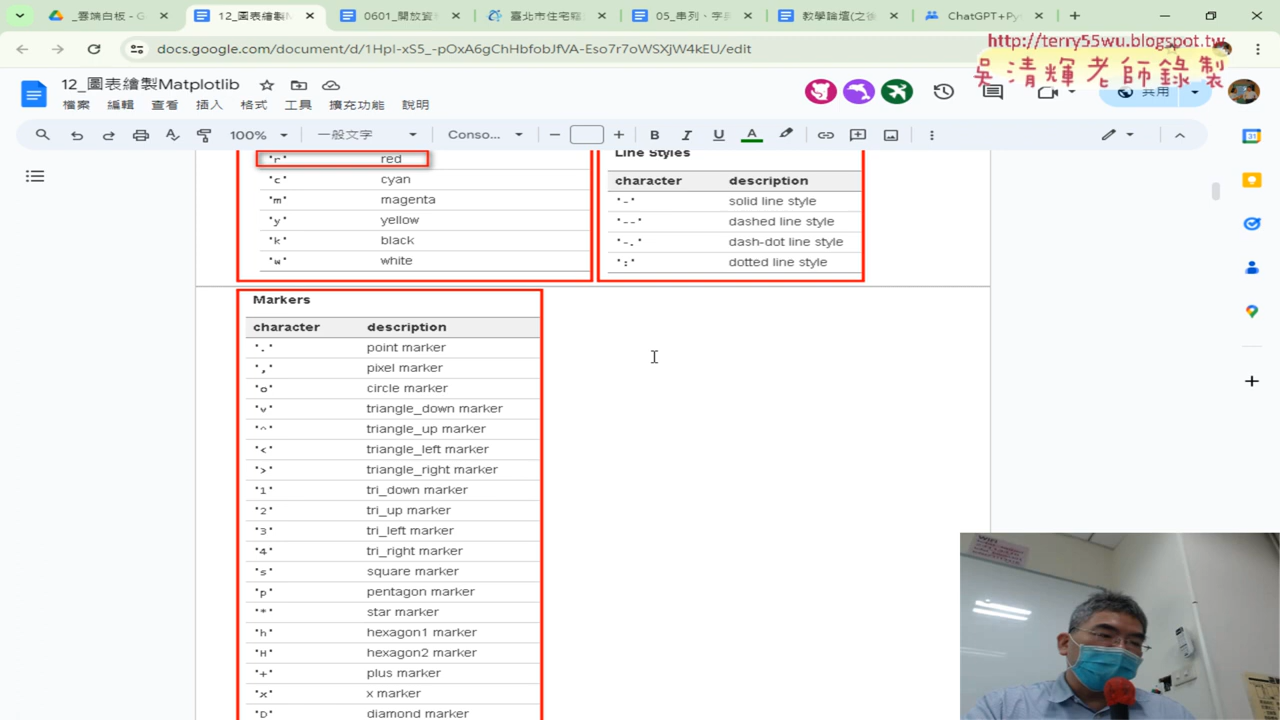 _雲端白板 - G
12_圖表繪製M
0601_開放資
臺北市住宅竊
05_串列、字
教學論壇(之後
ChatGPT+Py
docs.google.com/document/d/1HpI-xS5_-pOxA6gChHbfobJfVA-Eso7r7oWSXjW4kEU/edit
http://terry55wu.blogspot.tw
吳清輝老師錄製
12_圖表繪製Matplotlib
檔案 編輯 查看 插入 格式 工具 擴充功能 說明
共用
100% 一般文字 Conso... B I U A
'r' red
'c' cyan
'm' magenta
'y' yellow
'k' black
'w' white
Line Styles
character description
'-' solid line style
'--' dashed line style
'-.' dash-dot line style
':' dotted line style
Markers
character description
'.' point marker
',' pixel marker
'o' circle marker
'v' triangle_down marker
'^' triangle_up marker
'<' triangle_left marker
'>' triangle_right marker
'1' tri_down marker
'2' tri_up marker
'3' tri_left marker
'4' tri_right marker
's' square marker
'p' pentagon marker
'*' star marker
'h' hexagon1 marker
'H' hexagon2 marker
'+' plus marker
'x' x marker
'D' diamond marker